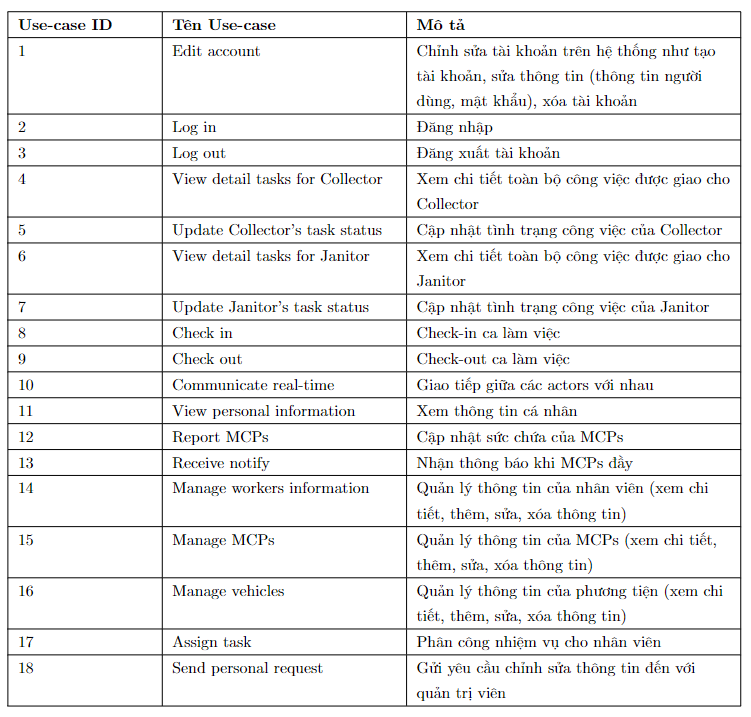 Use-case ID Tên Use-case Mô tả
1 Edit account Chỉnh sửa tài khoản trên hệ thống như tạo
tài khoản, sửa thông tin (thông tin người
dùng, mật khẩu), xóa tài khoản
2 Log in Đăng nhập
3 Log out Đăng xuất tài khoản
4 View detail tasks for Collector Xem chi tiết toàn bộ công việc được giao cho
Collector
5 Update Collector's task status Cập nhật tình trạng công việc của Collector
6 View detail tasks for Janitor Xem chi tiết toàn bộ công việc được giao cho
Janitor
7 Update Janitor's task status Cập nhật tình trạng công việc của Janitor
8 Check in Check-in ca làm việc
9 Check out Check-out ca làm việc
10 Communicate real-time Giao tiếp giữa các actors với nhau
11 View personal information Xem thông tin cá nhân
12 Report MCPs Cập nhật sức chứa của MCPs
13 Receive notify Nhận thông báo khi MCPs đầy
14 Manage workers information Quản lý thông tin của nhân viên (xem chi
tiết, thêm, sửa, xóa thông tin)
15 Manage MCPs Quản lý thông tin của MCPs (xem chi tiết,
thêm, sửa, xóa thông tin)
16 Manage vehicles Quản lý thông tin của phương tiện (xem chi
tiết, thêm, sửa, xóa thông tin)
17 Assign task Phân công nhiệm vụ cho nhân viên
18 Send personal request Gửi yêu cầu chỉnh sửa thông tin đến với
quản trị viên